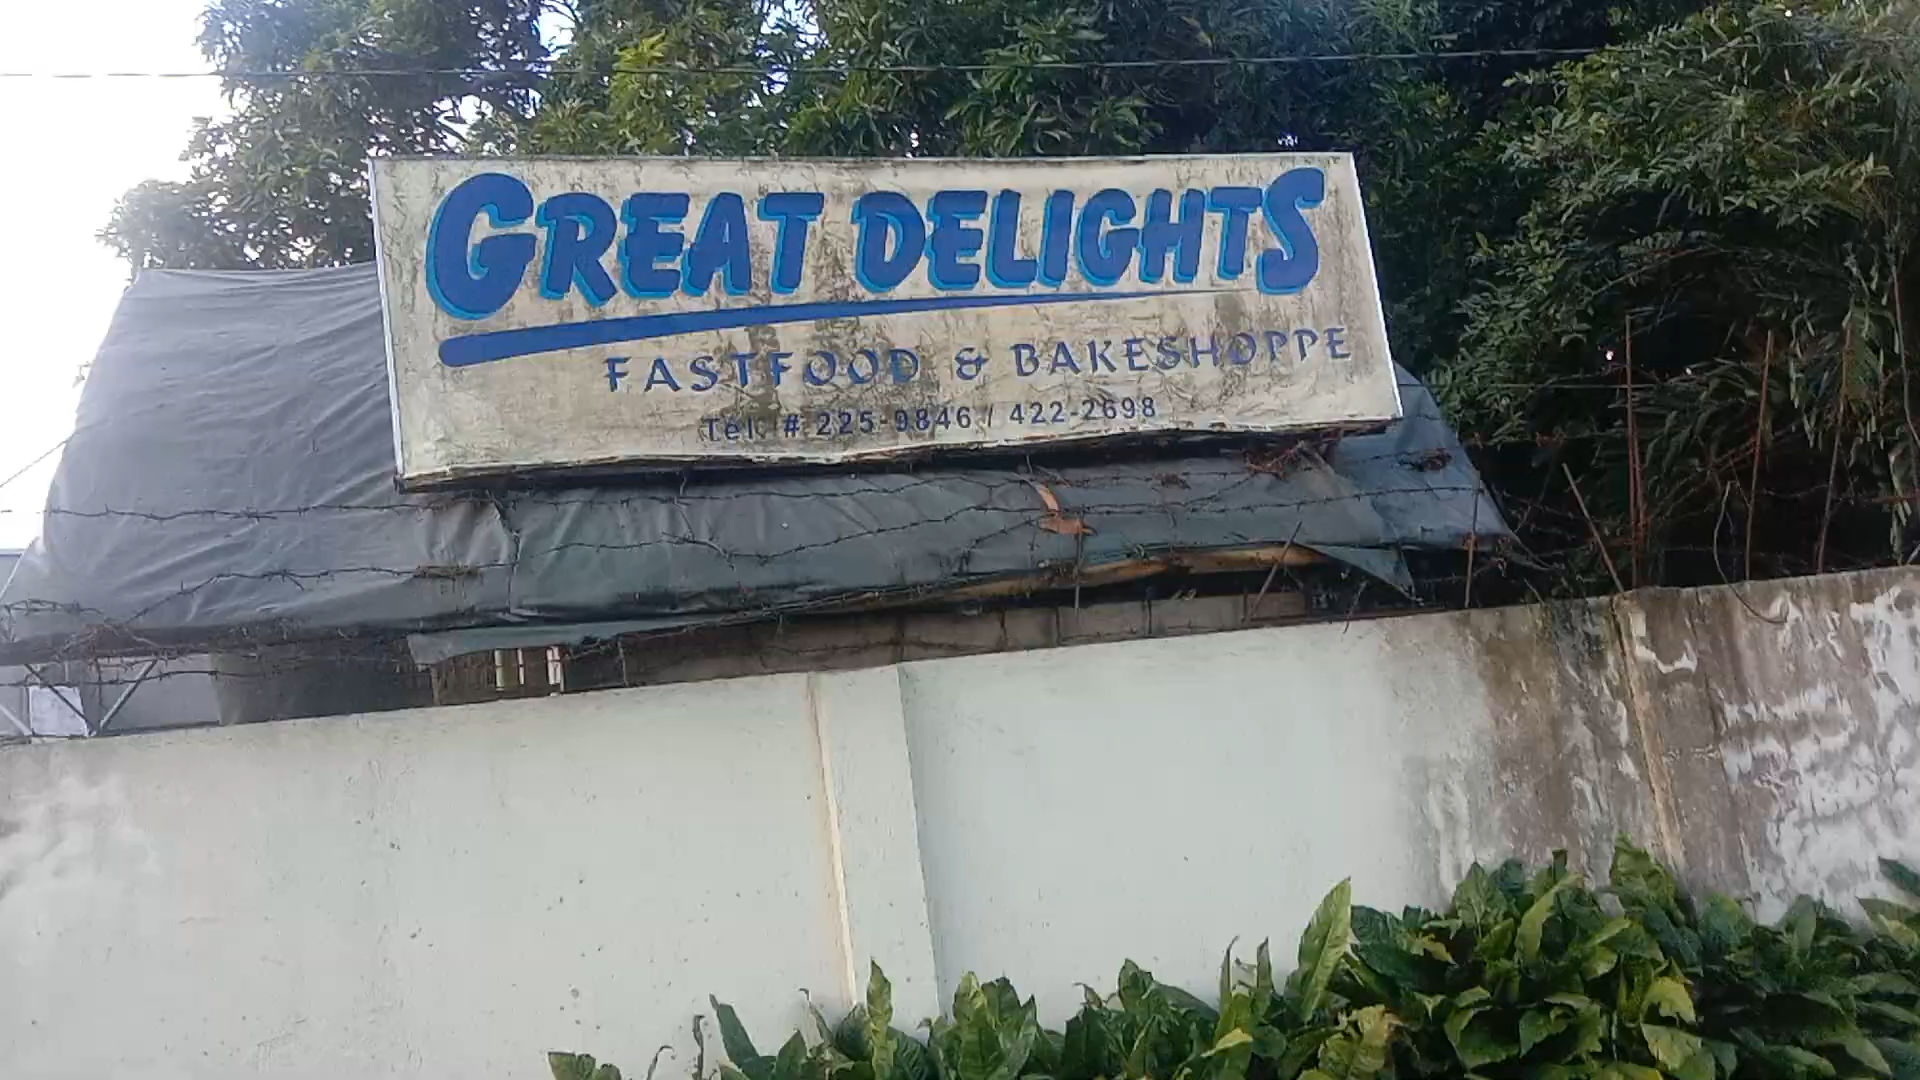 GREAT DELIGHTS
FASTFOOD & BAKESHOPPE
Tel. # 225-9846 / 422-2698